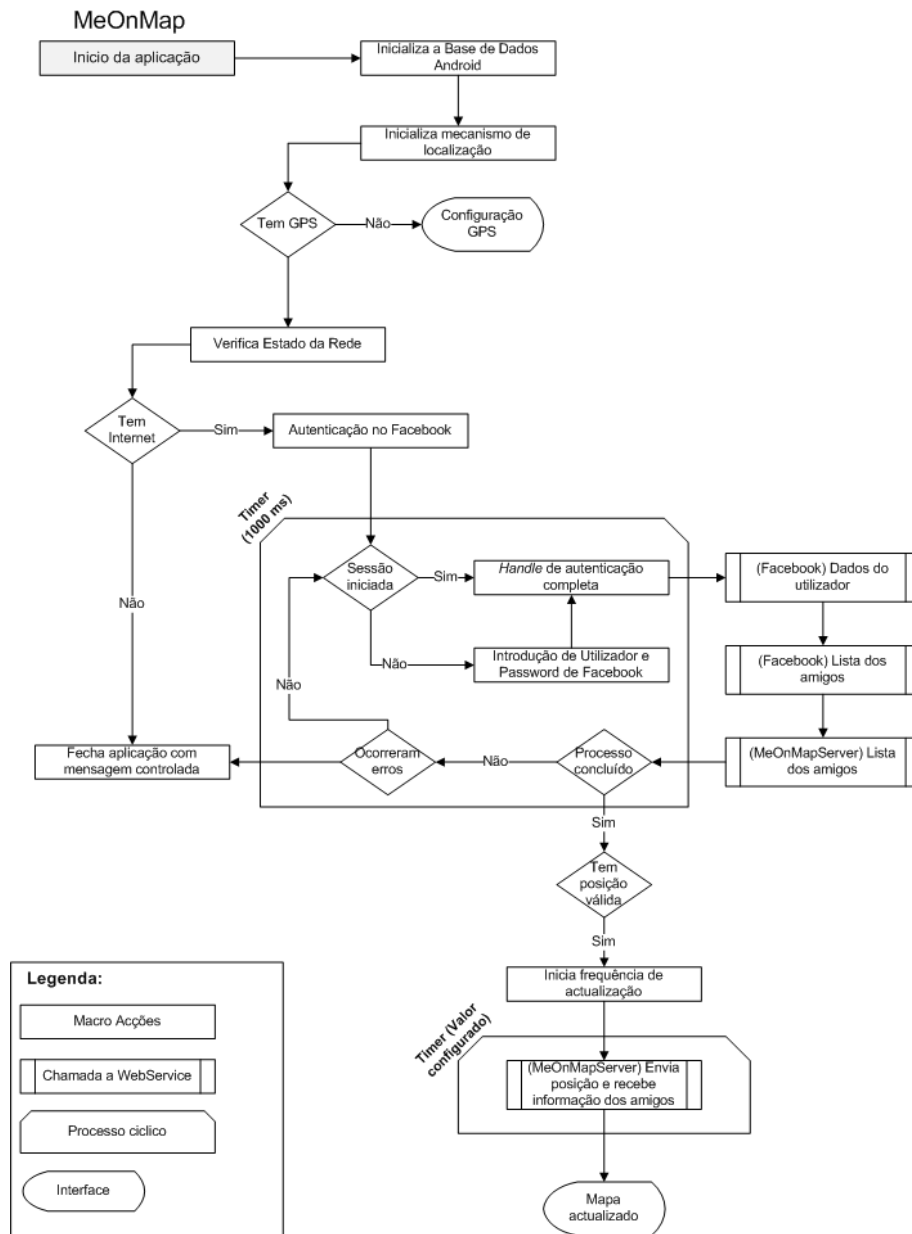 MeOnMap
Inicio da aplicação
Inicializa a Base de Dados
Android
Inicializa mecanismo de
localização
Tem GPS
Não
Configuração
GPS
Verifica Estado da Rede
Tem
Internet
Sim
Autenticação no Facebook
Não
Timer
(1000 ms)
Sessão
iniciada
Sim
Handle de autenticação
completa
(Facebook) Dados do
utilizador
Não
Introdução de Utilizador e
Password de Facebook
(Facebook) Lista dos
amigos
Não
Fecha aplicação com
mensagem controlada
Ocorreram
erros
Não
Processo
concluído
(MeOnMapServer) Lista
dos amigos
Sim
Tem
posição
válida
Sim
Inicia frequência de
actualização
Timer (Valor
configurado)
(MeOnMapServer) Envia
posição e recebe
informação dos amigos
Mapa
actualizado
Legenda:
Macro Acções
Chamada a WebService
Processo ciclico
Interface